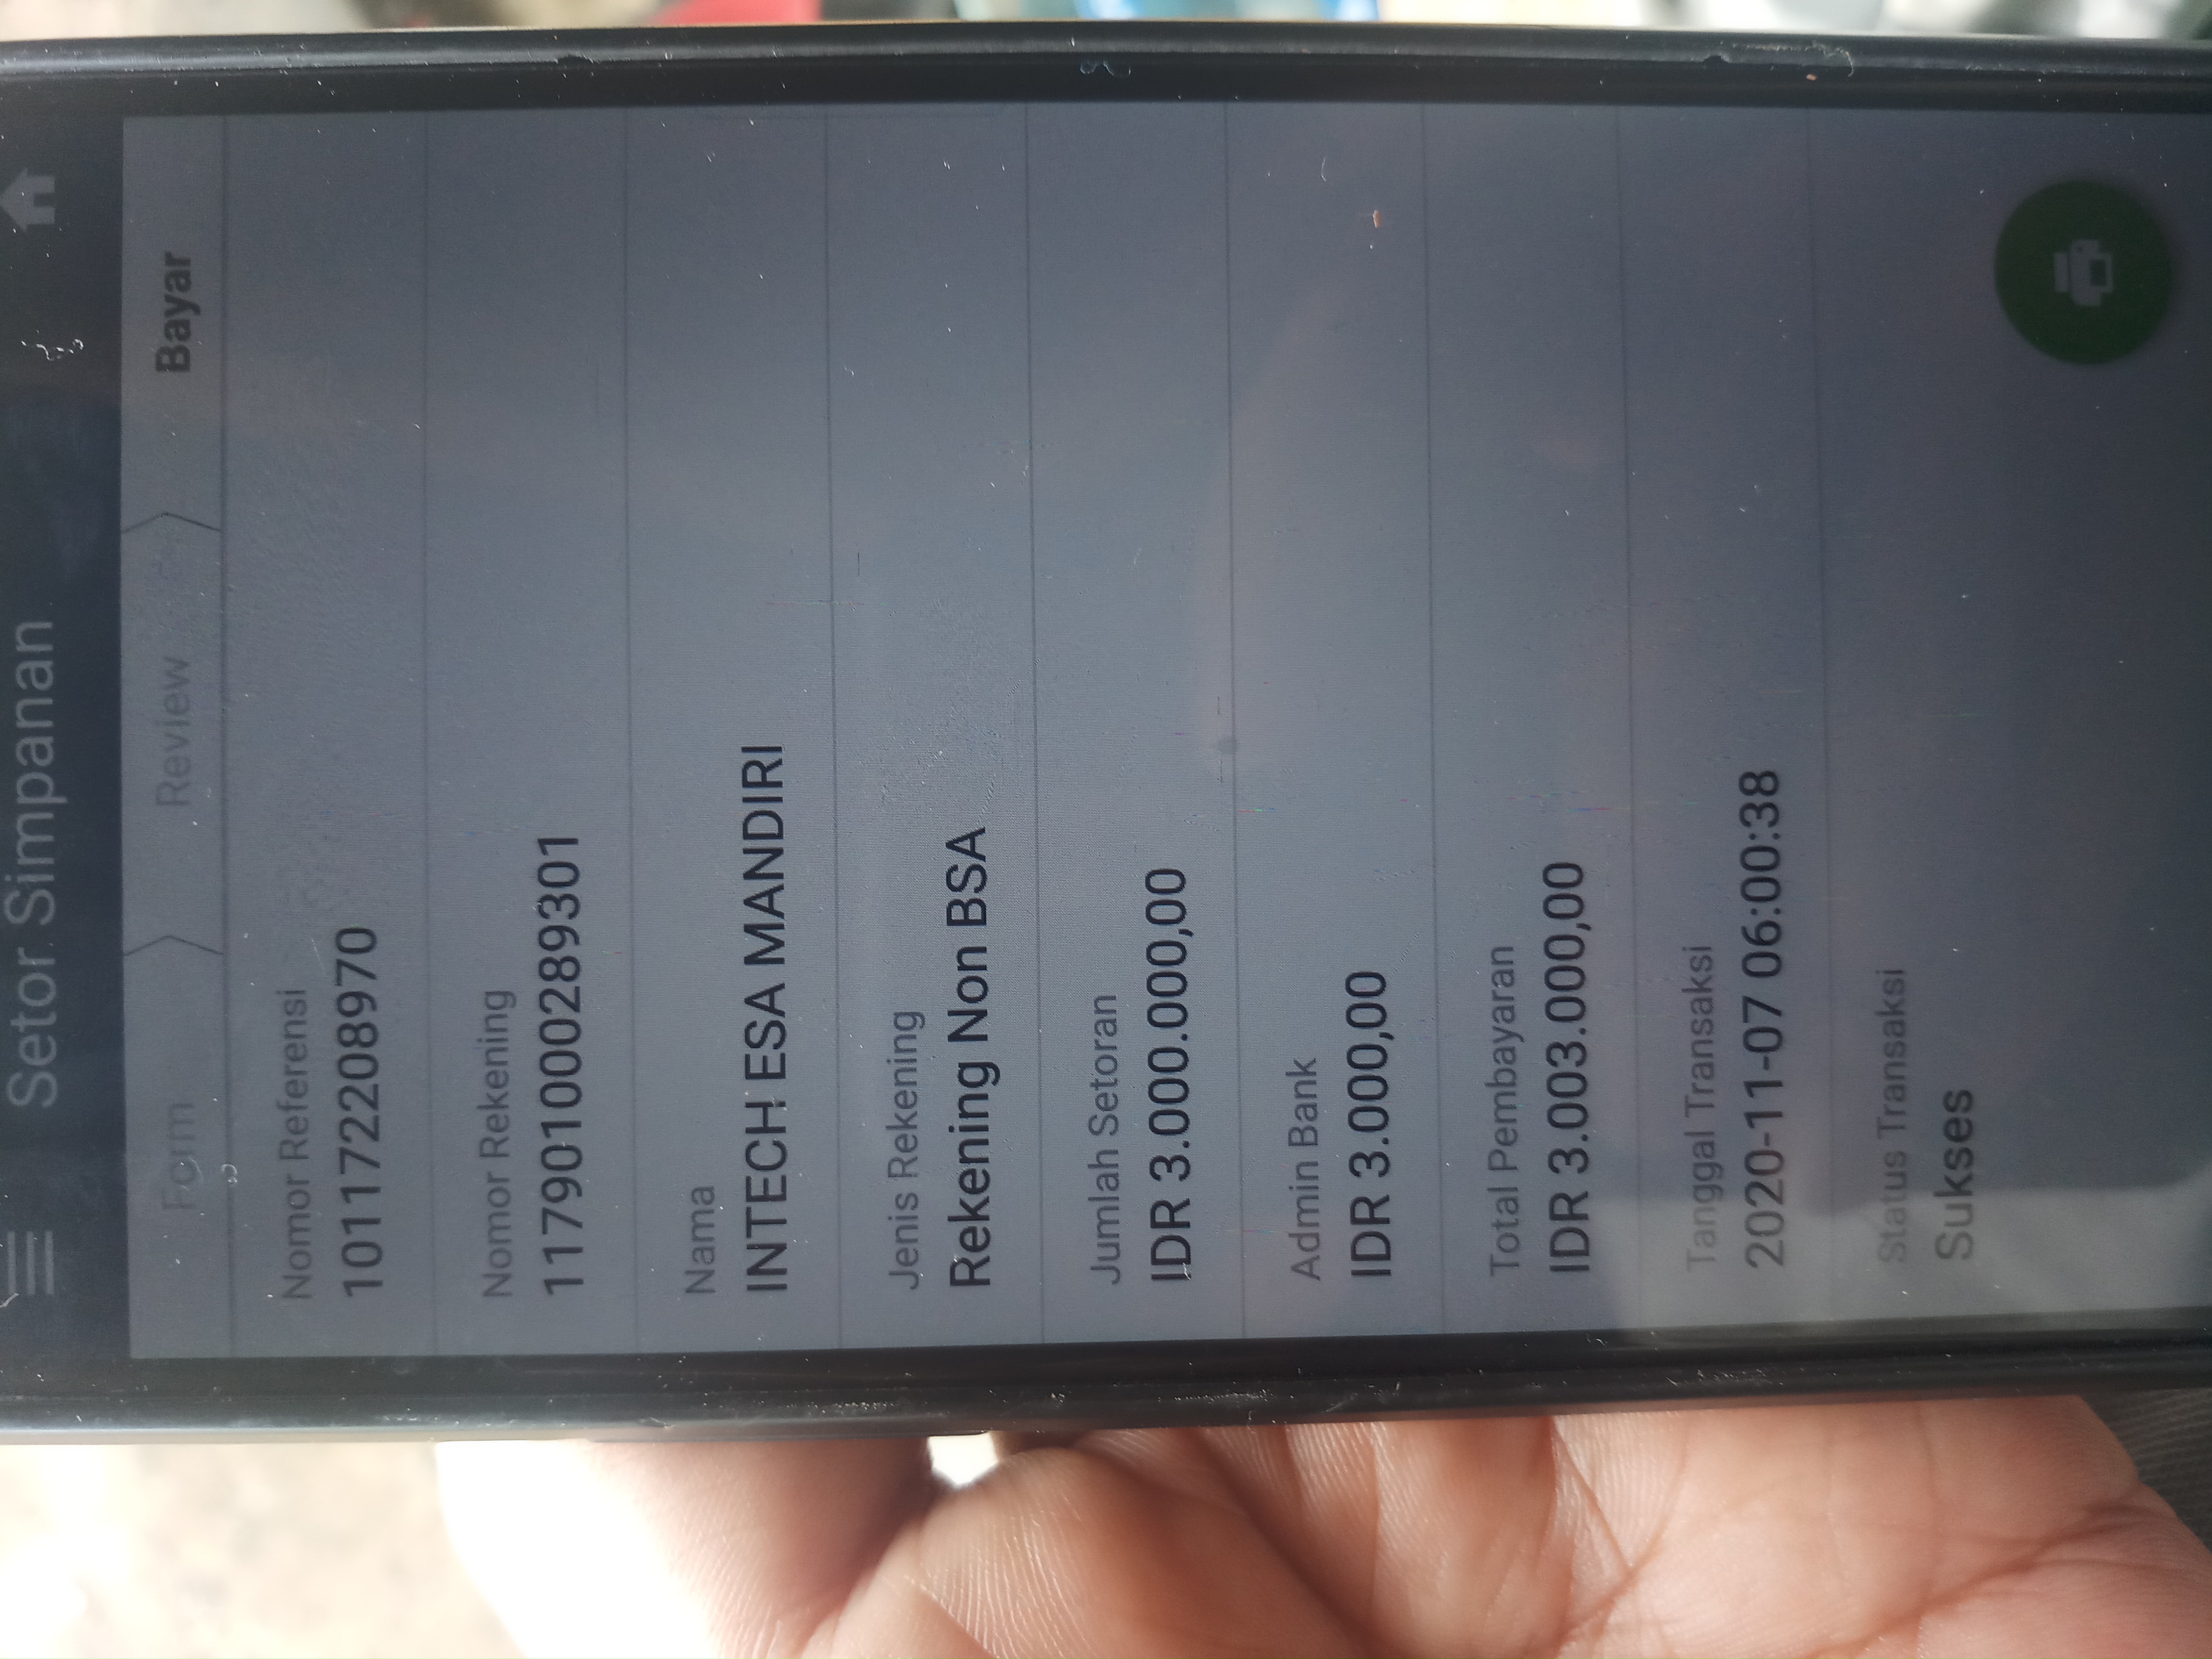 Setor Simpanan
Form
Review
Bayar
Nomor Referensi
101172208970
Nomor Rekening
117901000289301
Nama
INTECH ESA MANDIRI
Jenis Rekening
Rekening Non BSA
Jumlah Setoran
IDR 3.000.000,00
Admin Bank
IDR 3.000,00
Total Pembayaran
IDR 3.003.000,00
Tanggal Transaksi
2020-11-07 06:00:38
Status Transaksi
Sukses